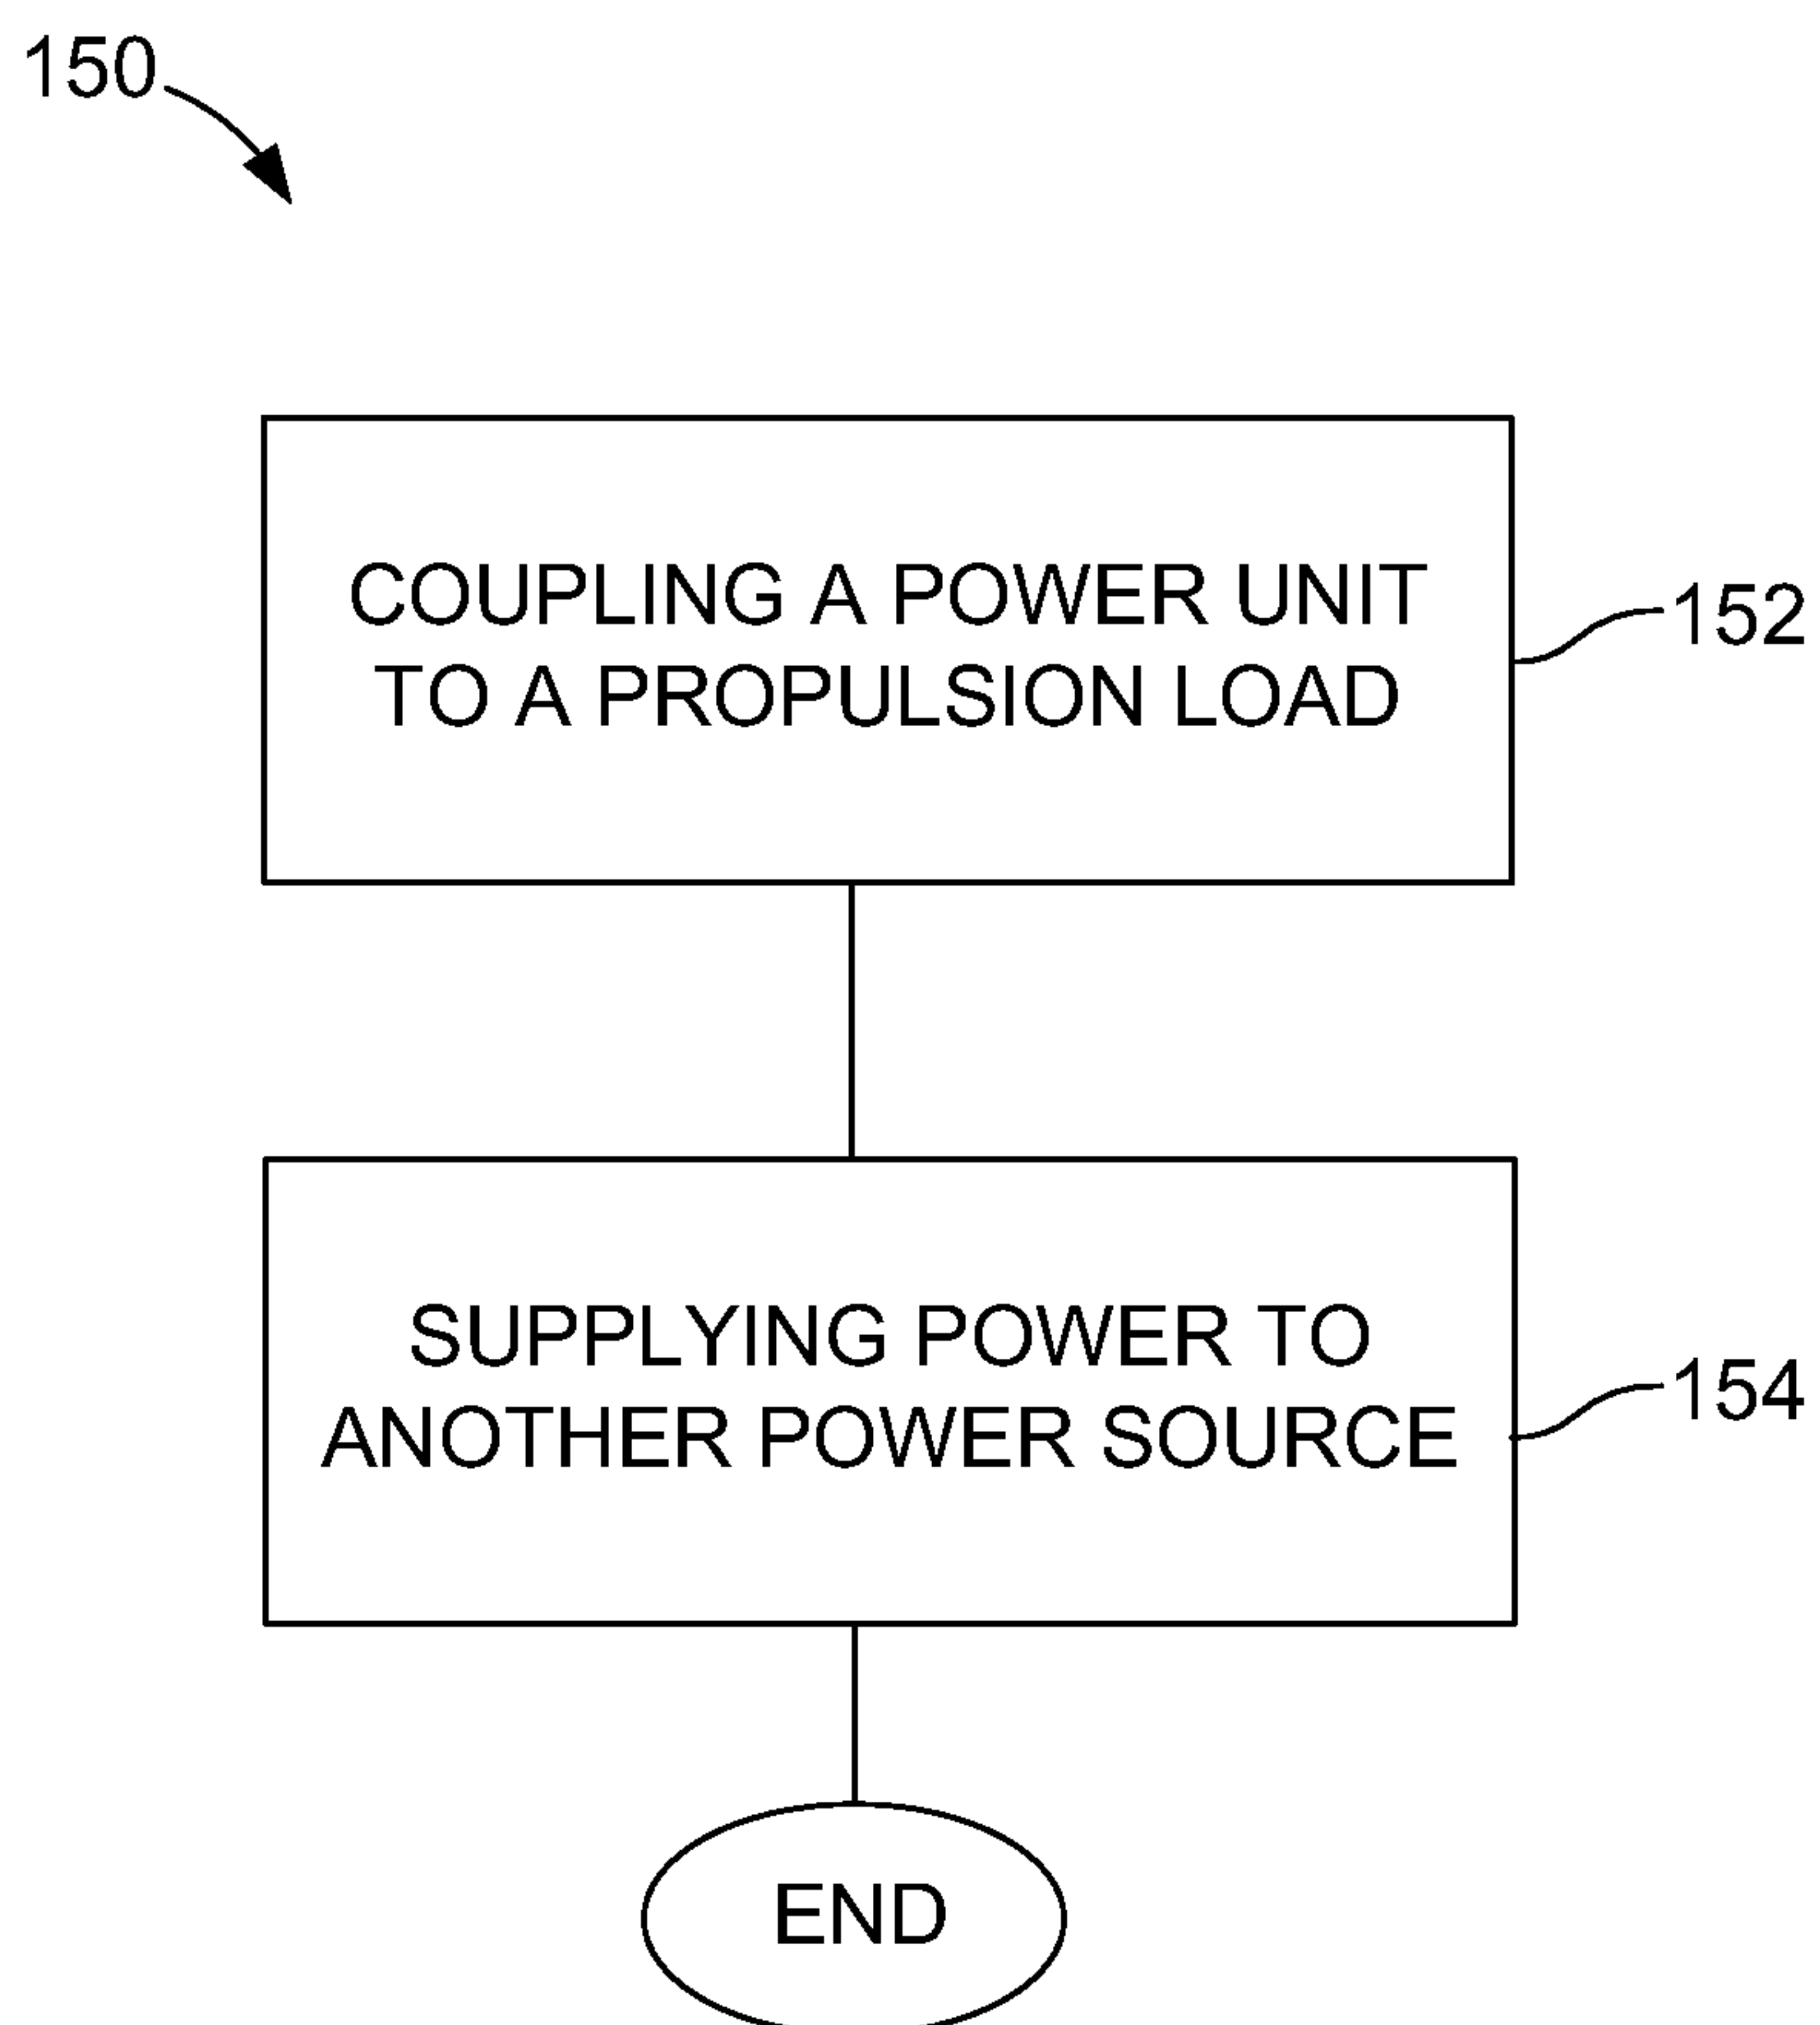 150
COUPLING A POWER UNIT
TO A PROPULSION LOAD
152
SUPPLYING POWER TO
ANOTHER POWER SOURCE
154
END